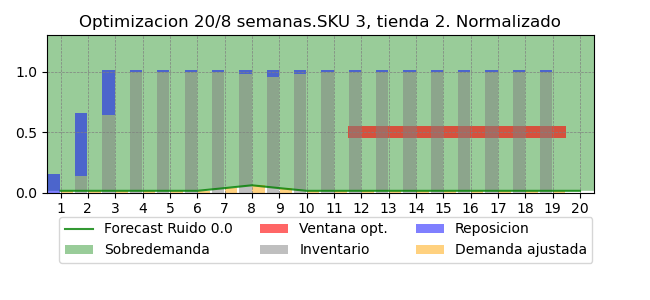 Optimizacion 20/8 semanas.SKU 3, tienda 2. Normalizado
1.0
0.5
0.0
1 2 3 4 5 6 7 8 9 10 11 12 13 14 15 16 17 18 19 20
Forecast Ruido 0.0 Ventana opt. Reposicion
Sobredemanda Inventario Demanda ajustada